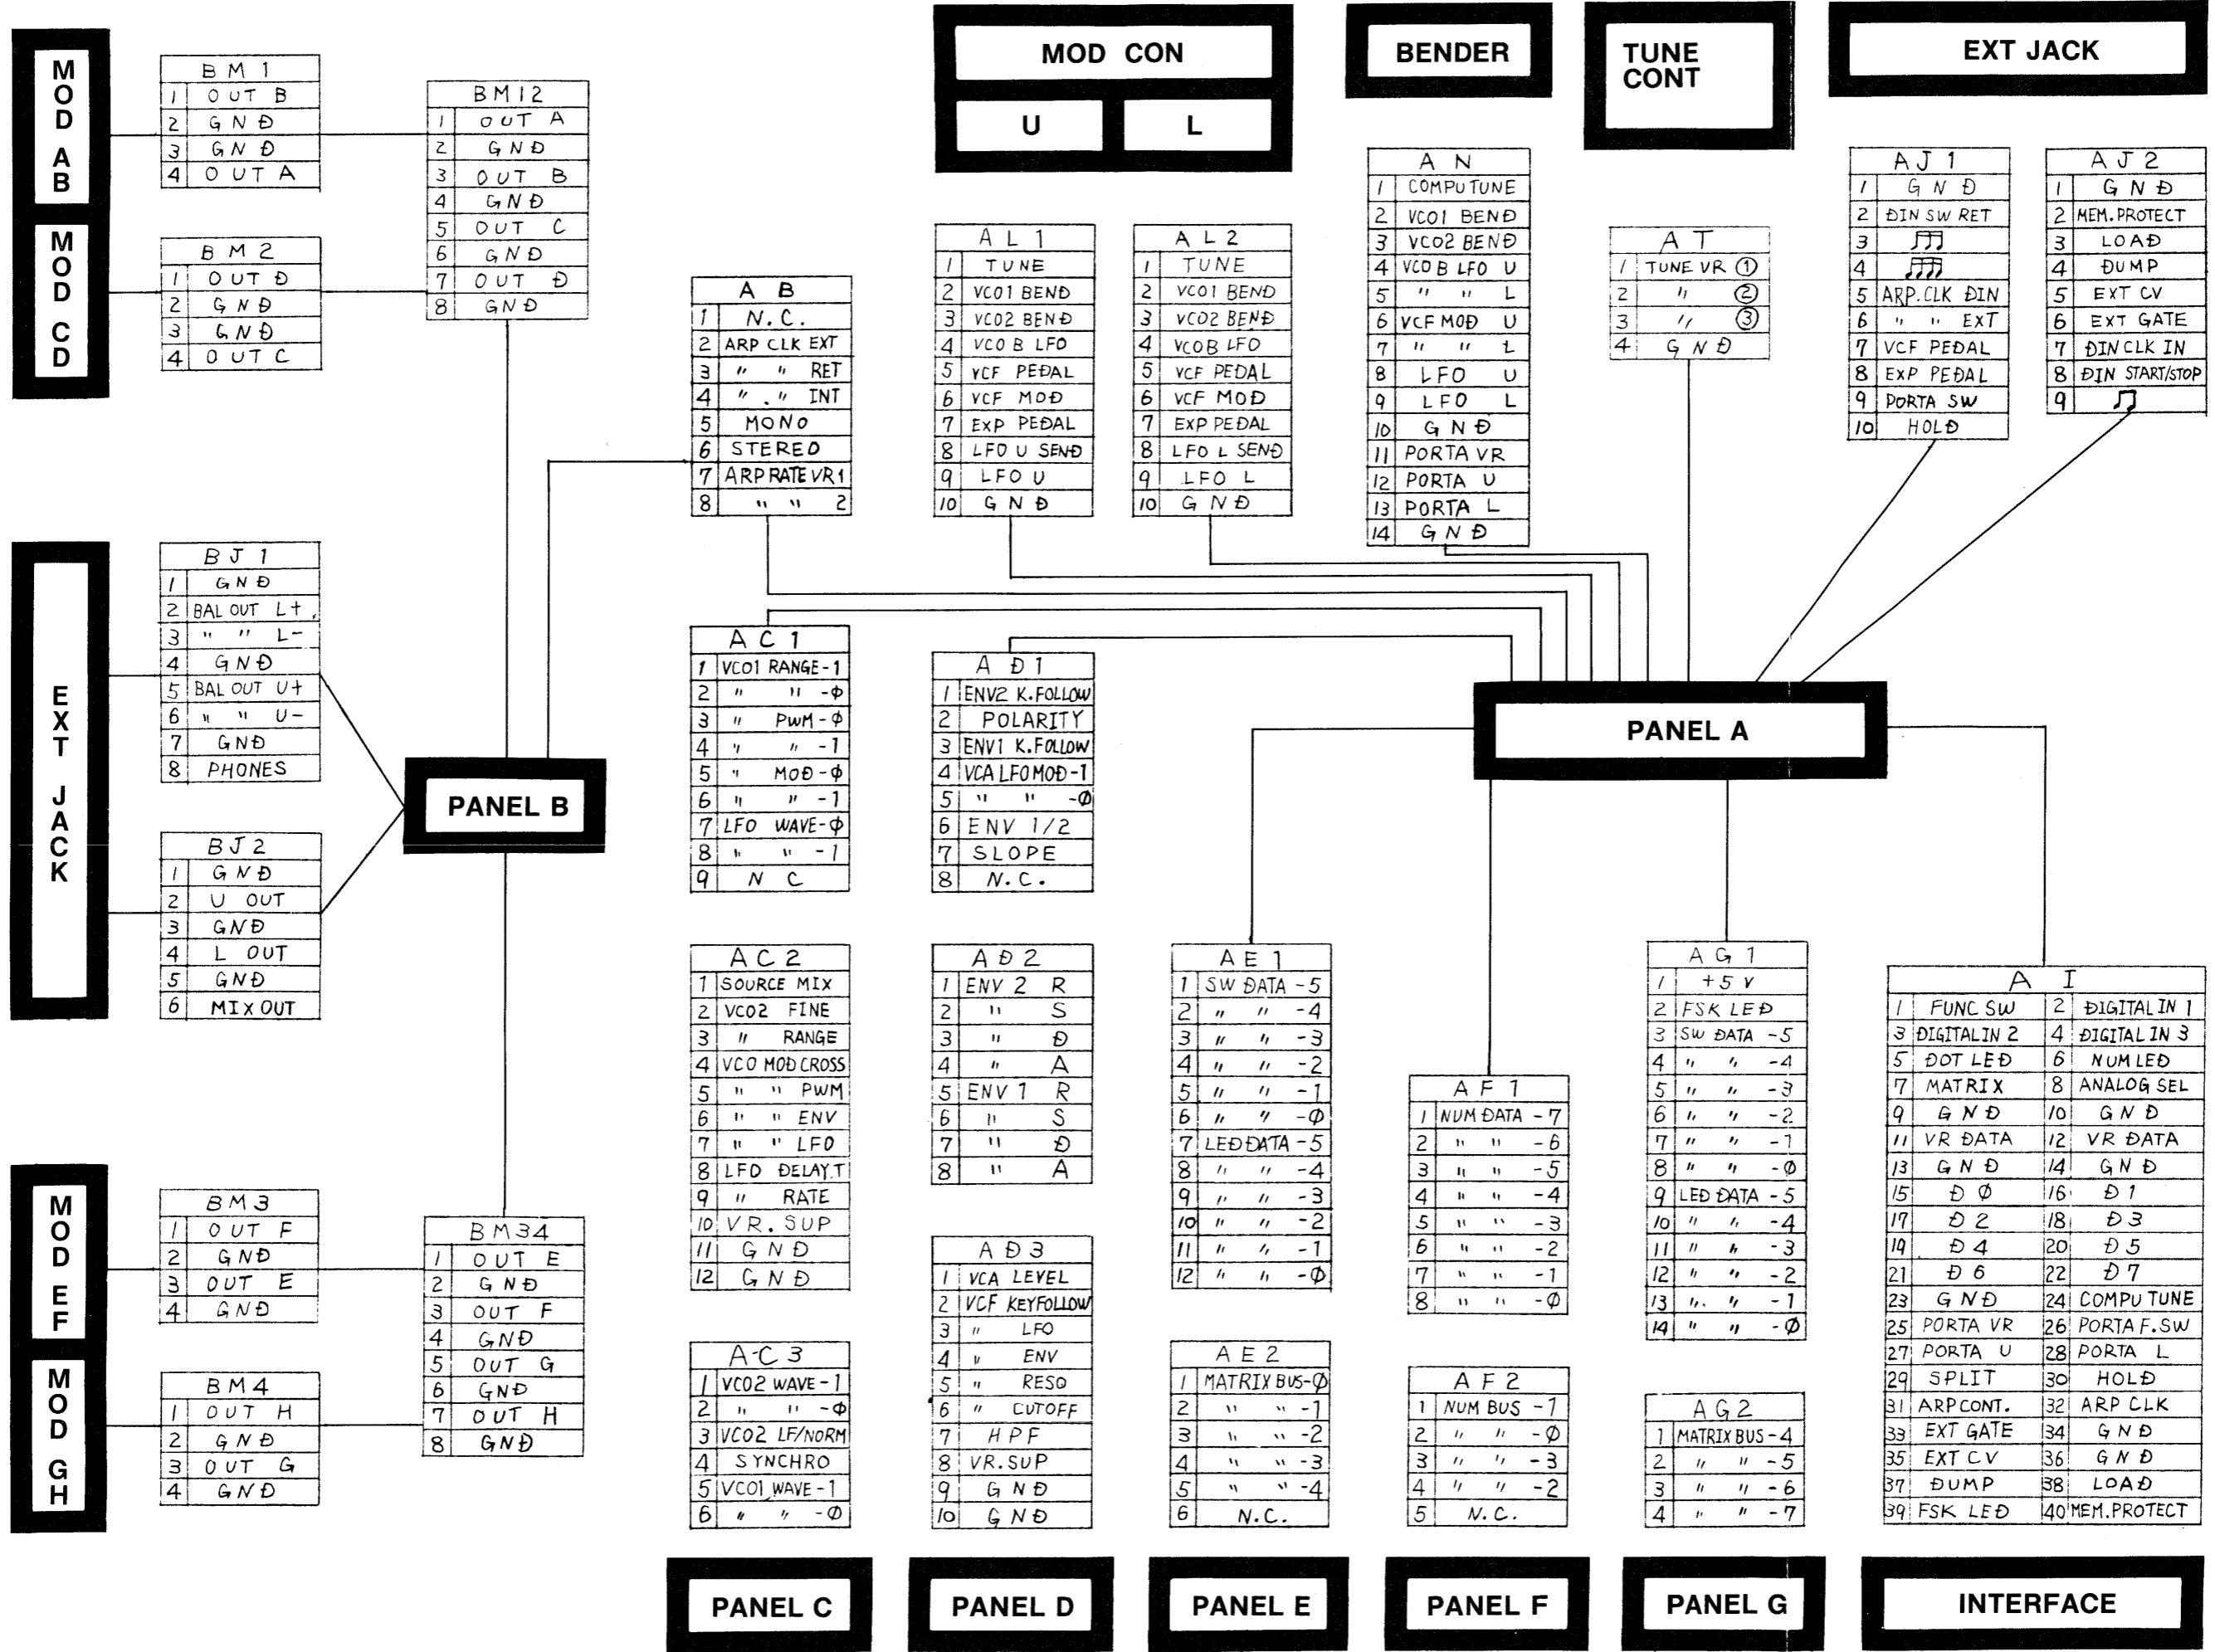 MOD AB
MOD CD
BM1
1 OUT B
2 GND
3 GND
4 OUT A
BM2
1 OUT D
2 GND
3 GND
4 OUT C
BM12
1 OUT A
2 GND
3 OUT B
4 GND
5 OUT C
6 GND
7 OUT D
8 GND
MOD CON
U
L
BENDER
TUNE
CONT
EXT JACK
AB
1 N.C.
2 ARP CLK EXT
3 " " RET
4 " " INT
5 MONO
6 STEREO
7 ARP RATE VR1
8 " " 2
AL1
1 TUNE
2 VCO1 BEND
3 VCO2 BEND
4 VCO B LFO
5 VCF PEDAL
6 VCF MOD
7 EXP PEDAL
8 LFO U SEND
9 LFO U
10 GND
AL2
1 TUNE
2 VCO1 BEND
3 VCO2 BEND
4 VCO B LFO
5 VCF PEDAL
6 VCF MOD
7 EXP PEDAL
8 LFO L SEND
9 LFO L
10 GND
AN
1 COMPUTUNE
2 VCO1 BEND
3 VCO2 BEND
4 VCO B LFO U
5 " " L
6 VCF MOD U
7 " " L
8 LFO U
9 LFO L
10 GND
11 PORTA VR
12 PORTA U
13 PORTA L
14 GND
AT
1 TUNE VR ①
2 " ②
3 " ③
4 GND
AJ1
1 GND
2 DIN SW RET
3
4
5 ARP.CLK DIN
6 " " EXT
7 VCF PEDAL
8 EXP PEDAL
9 PORTA SW
10 HOLD
AJ2
1 GND
2 MEM.PROTECT
3 LOAD
4 DUMP
5 EXT CV
6 EXT GATE
7 DIN CLK IN
8 DIN START/STOP
9 ♫
EXT JACK
BJ1
1 GND
2 BAL OUT L+
3 " " L-
4 GND
5 BAL OUT U+
6 " " U-
7 GND
8 PHONES
BJ2
1 GND
2 U OUT
3 GND
4 L OUT
5 GND
6 MIX OUT
PANEL B
PANEL A
AC1
1 VCO1 RANGE-1
2 " " -Ø
3 " PWM-Ø
4 " " -1
5 " MOD-Ø
6 " " -1
7 LFO WAVE-Ø
8 " " -1
9 N C
AD1
1 ENV2 K.FOLLOW
2 POLARITY
3 ENV1 K.FOLLOW
4 VCA LFO MOD-1
5 " " -Ø
6 ENV 1/2
7 SLOPE
8 N.C.
AC2
1 SOURCE MIX
2 VCO2 FINE
3 " RANGE
4 VCO MOD CROSS
5 " " PWM
6 " " ENV
7 " " LFO
8 LFO DELAY.T
9 " RATE
10 VR.SUP
11 GND
12 GND
AD2
1 ENV 2 R
2 " S
3 " D
4 " A
5 ENV 1 R
6 " S
7 " D
8 " A
AC3
1 VCO2 WAVE-1
2 " " -Ø
3 VCO2 LF/NORM
4 SYNCHRO
5 VCO1 WAVE-1
6 " " -Ø
AD3
1 VCA LEVEL
2 VCF KEYFOLLOW
3 " LFO
4 " ENV
5 " RESO
6 " CUTOFF
7 HPF
8 VR.SUP
9 GND
10 GND
AE1
1 SW DATA -5
2 " " -4
3 " " -3
4 " " -2
5 " " -1
6 " " -Ø
7 LED DATA -5
8 " " -4
9 " " -3
10 " " -2
11 " " -1
12 " " -Ø
AE2
1 MATRIX BUS-Ø
2 " " -1
3 " " -2
4 " " -3
5 " " -4
6 N.C.
AF1
1 NUM DATA -7
2 " " -6
3 " " -5
4 " " -4
5 " " -3
6 " " -2
7 " " -1
8 " " -Ø
AF2
1 NUM BUS -1
2 " " -Ø
3 " " -3
4 " " -2
5 N.C.
AG1
1 +5V
2 FSK LED
3 SW DATA -5
4 " " -4
5 " " -3
6 " " -2
7 " " -1
8 " " -Ø
9 LED DATA -5
10 " " -4
11 " " -3
12 " " -2
13 " " -1
14 " " -Ø
AG2
1 MATRIX BUS-4
2 " " -5
3 " " -6
4 " " -7
AI
1 FUNC SW 2 DIGITAL IN 1
3 DIGITAL IN 2 4 DIGITAL IN 3
5 DOT LED 6 NUM LED
7 MATRIX 8 ANALOG SEL
9 GND 10 GND
11 VR DATA 12 VR DATA
13 GND 14 GND
15 DØ 16 D1
17 D2 18 D3
19 D4 20 D5
21 D6 22 D7
23 GND 24 COMPU TUNE
25 PORTA VR 26 PORTA F.SW
27 PORTA U 28 PORTA L
29 SPLIT 30 HOLD
31 ARP CONT. 32 ARP CLK
33 EXT GATE 34 GND
35 EXT CV 36 GND
37 DUMP 38 LOAD
39 FSK LED 40 MEM.PROTECT
MOD EF
MOD GH
BM3
1 OUT F
2 GND
3 OUT E
4 GND
BM4
1 OUT H
2 GND
3 OUT G
4 GND
BM34
1 OUT E
2 GND
3 OUT F
4 GND
5 OUT G
6 GND
7 OUT H
8 GND
PANEL C
PANEL D
PANEL E
PANEL F
PANEL G
INTERFACE